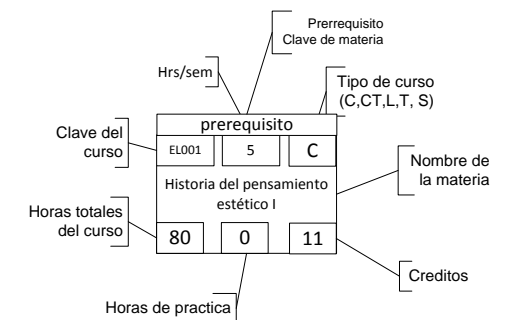 Prerrequisito
Clave de materia
Hrs/sem
Tipo de curso
(C,CT,L,T, S)
prerequisito
Clave del
curso
EL001 5 C
Nombre de
la materia
Historia del pensamiento
estético I
Horas totales
del curso
80 0 11
Creditos
Horas de practica